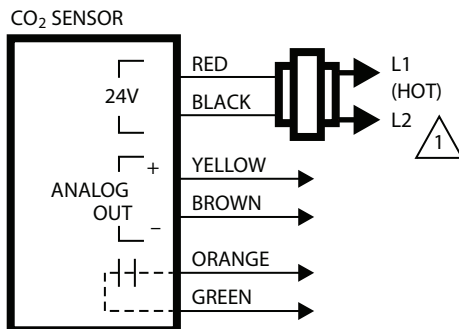 CO₂ SENSOR
RED
L1
(HOT)
24V
BLACK
L2
1
+
YELLOW
ANALOG
OUT
BROWN
–
ORANGE
GREEN